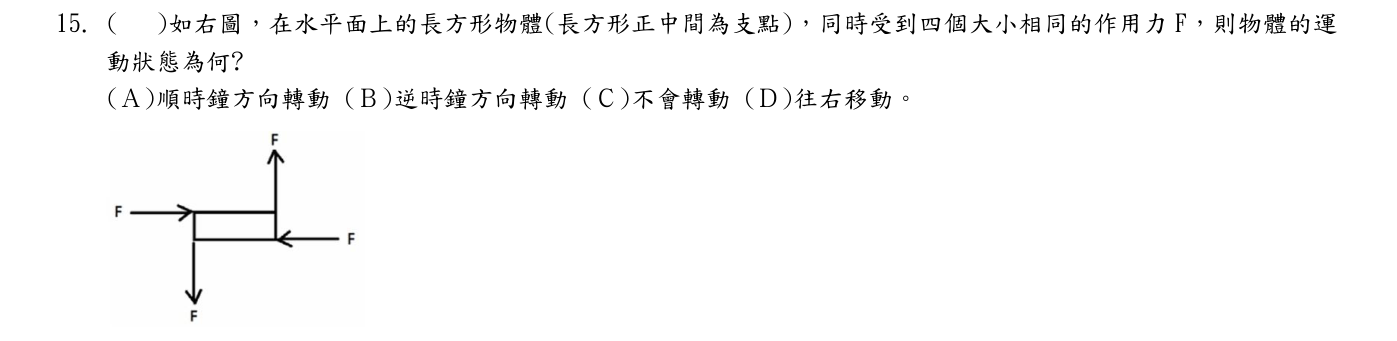 15. (　)如右圖，在水平面上的長方形物體(長方形正中間為支點)，同時受到四個大小相同的作用力 F，則物體的運
動狀態為何?
(A)順時鐘方向轉動 (B)逆時鐘方向轉動 (C)不會轉動 (D)往右移動。
F
F
F
F